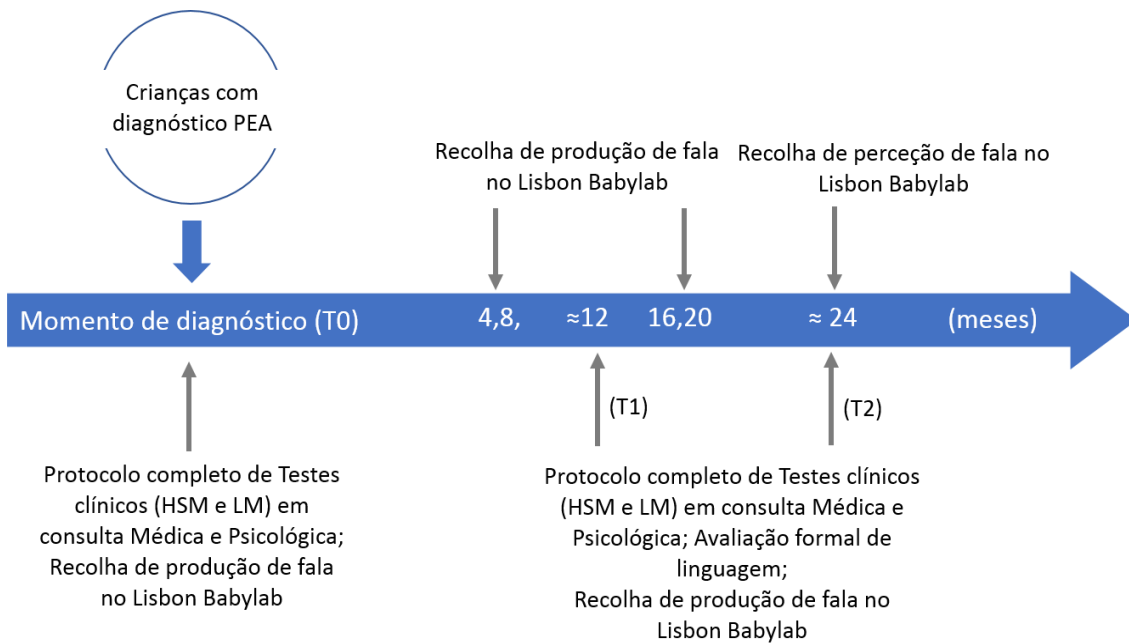 Crianças com
diagnóstico PEA
Recolha de produção de fala
no Lisbon Babylab
Recolha de perceção de fala no
Lisbon Babylab
Momento de diagnóstico (T0) 4,8, ≈12 16,20 ≈ 24 (meses)
(T1)
(T2)
Protocolo completo de Testes
clínicos (HSM e LM) em
consulta Médica e Psicológica;
Recolha de produção de fala
no Lisbon Babylab
Protocolo completo de Testes clínicos
(HSM e LM) em consulta Médica e
Psicológica; Avaliação formal de
linguagem;
Recolha de produção de fala no
Lisbon Babylab